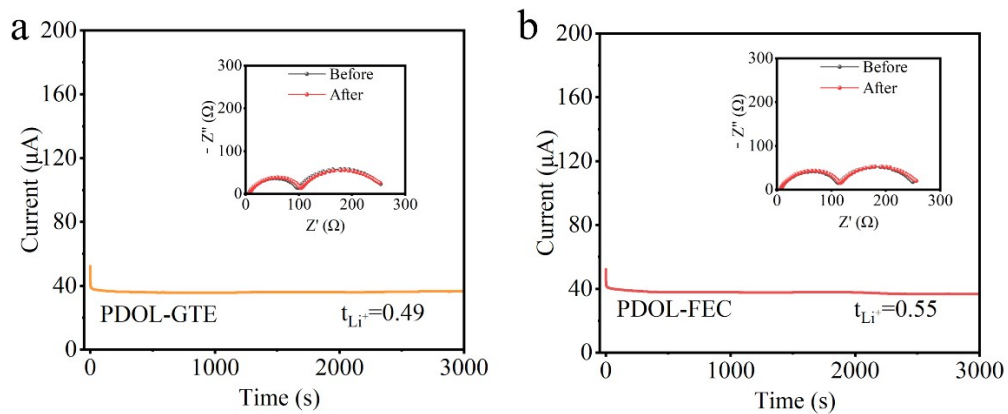 a
200
160
120
80
40
0
Current (μA)
0
1000
2000
3000
Time (s)
300
200
100
0
- Z" (Ω)
0
100
200
300
Z' (Ω)
Before
After
PDOL-GTE
tLi+=0.49
b
200
160
120
80
40
0
Current (μA)
0
1000
2000
3000
Time (s)
300
200
100
0
- Z" (Ω)
0
100
200
300
Z' (Ω)
Before
After
PDOL-FEC
tLi+=0.55